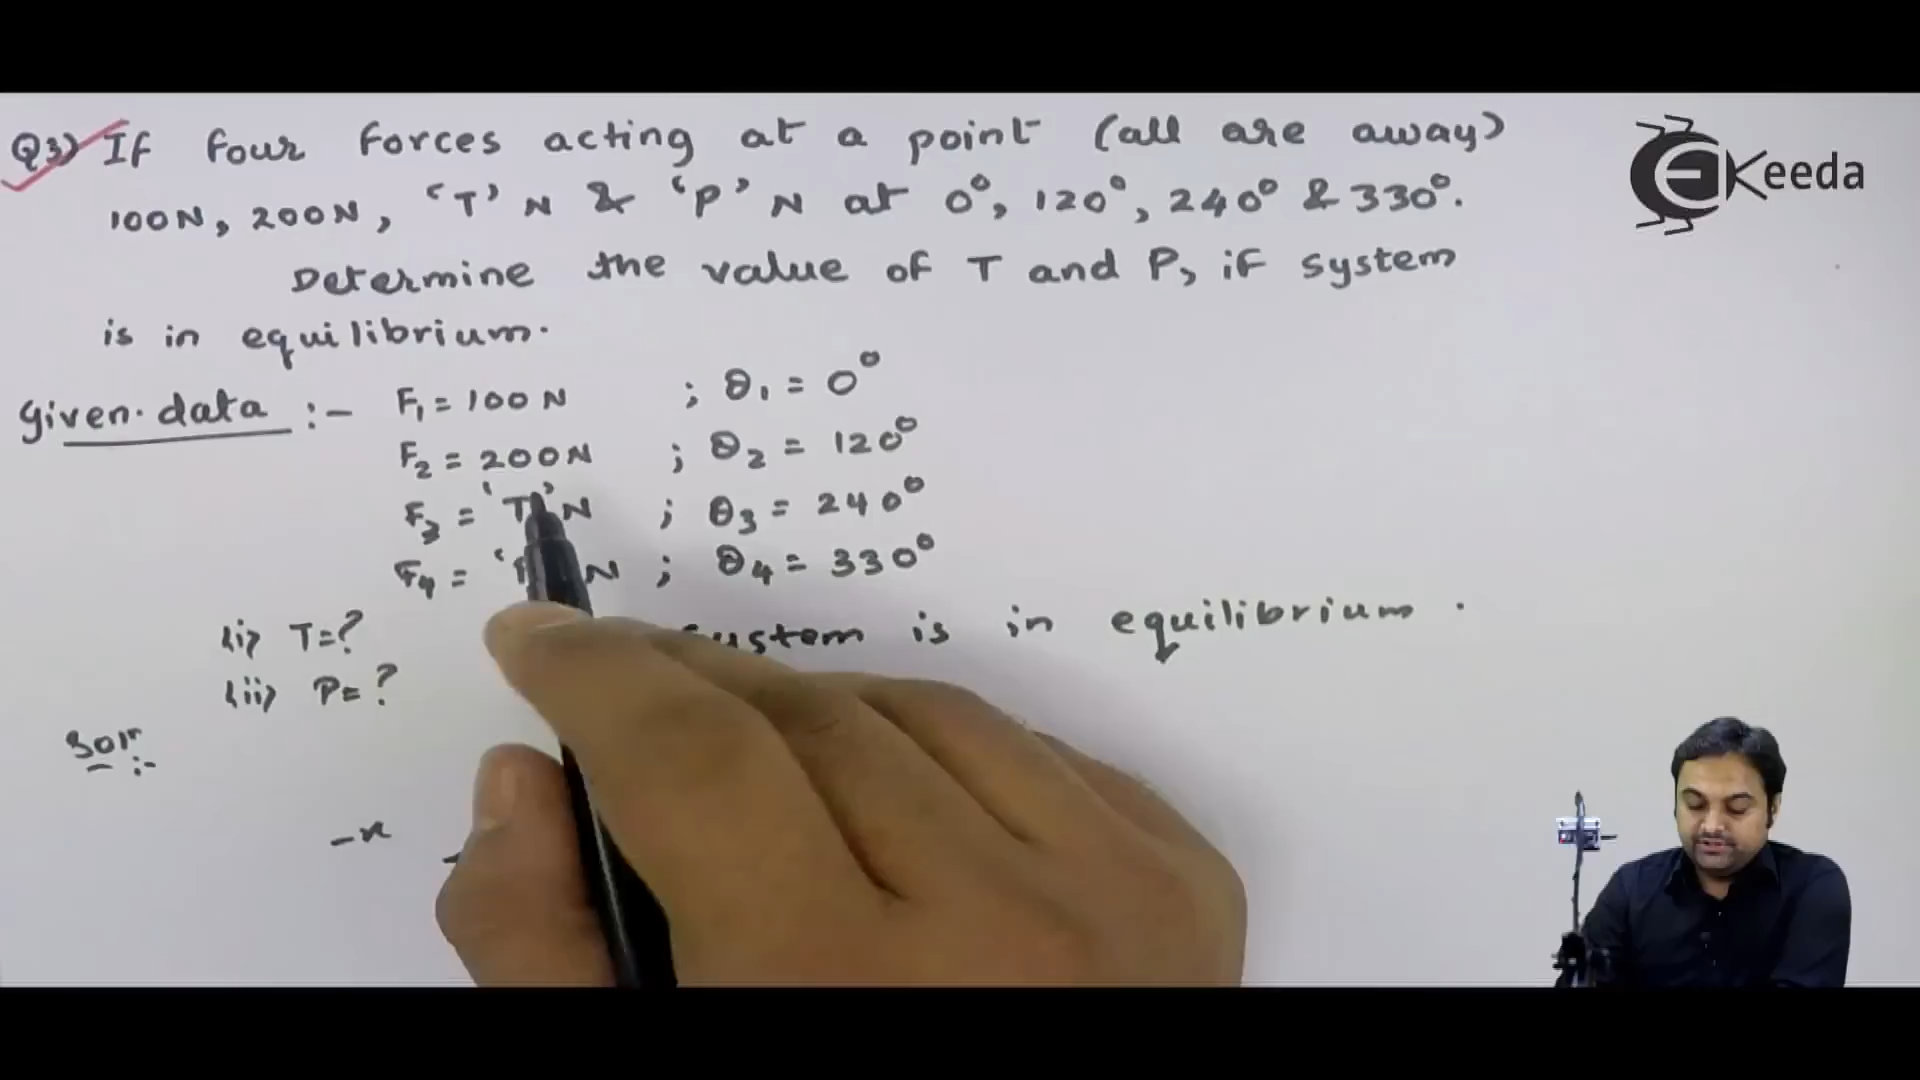 Q3) If four forces acting at a point (all are away)
100N, 200N, 'T' N & 'P' N at 0°, 120°, 240° & 330°.
Determine the value of T and P, if system
is in equilibrium.
Given data :- F1 = 100 N ; θ1 = 0°
F2 = 200N ; θ2 = 120°
F3 = 'T' N ; θ3 = 240°
F4 = N ; θ4 = 330°
(i) T=? system is in equilibrium.
(ii) P=?
Soln :-
-x
EKeeda